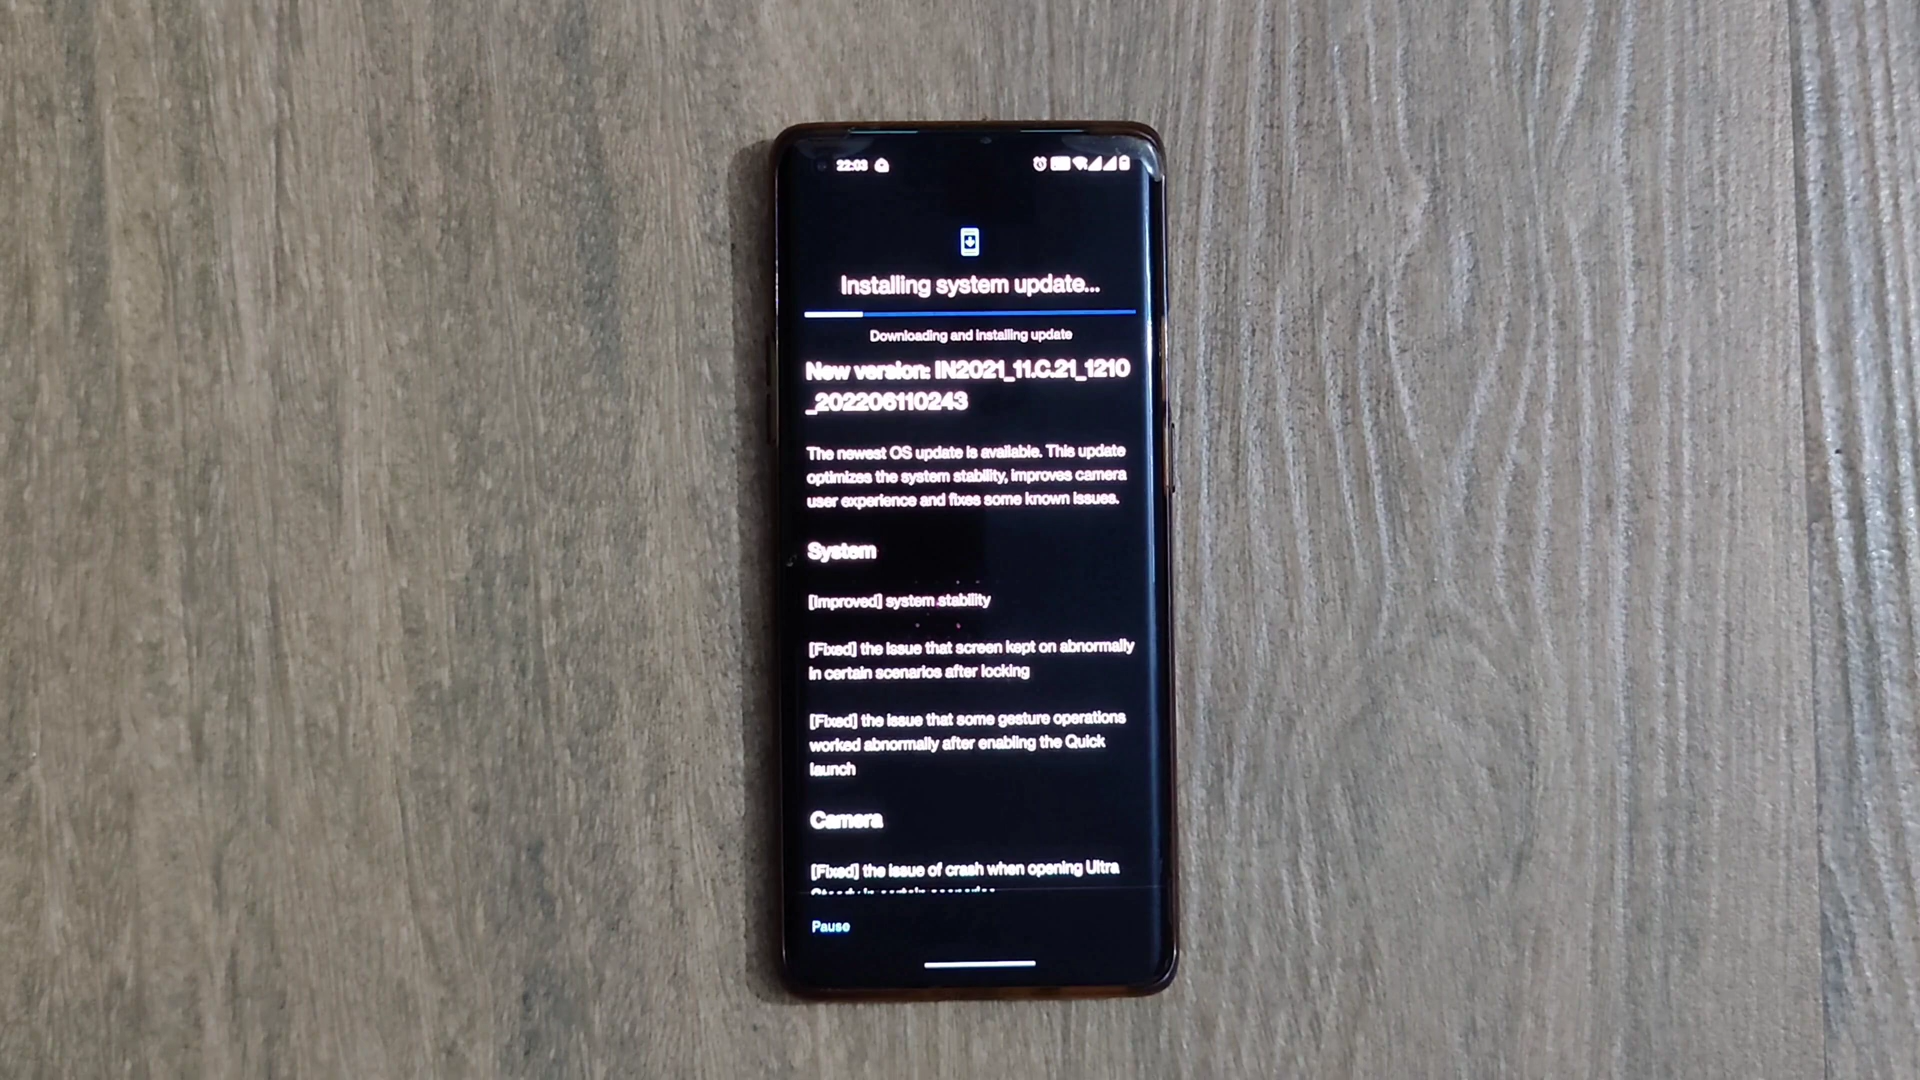 22:03
Installing system update...
Downloading and installing update
New version: IN2021_11.C.21_1210
_202206110243
The newest OS update is available. This update
optimizes the system stability, improves camera
user experience and fixes some known issues.
System
[Improved] system stability
[Fixed] the issue that screen kept on abnormally
in certain scenarios after locking
[Fixed] the issue that some gesture operations
worked abnormally after enabling the Quick
launch
Camera
[Fixed] the issue of crash when opening Ultra
Steady in certain scenarios
Pause